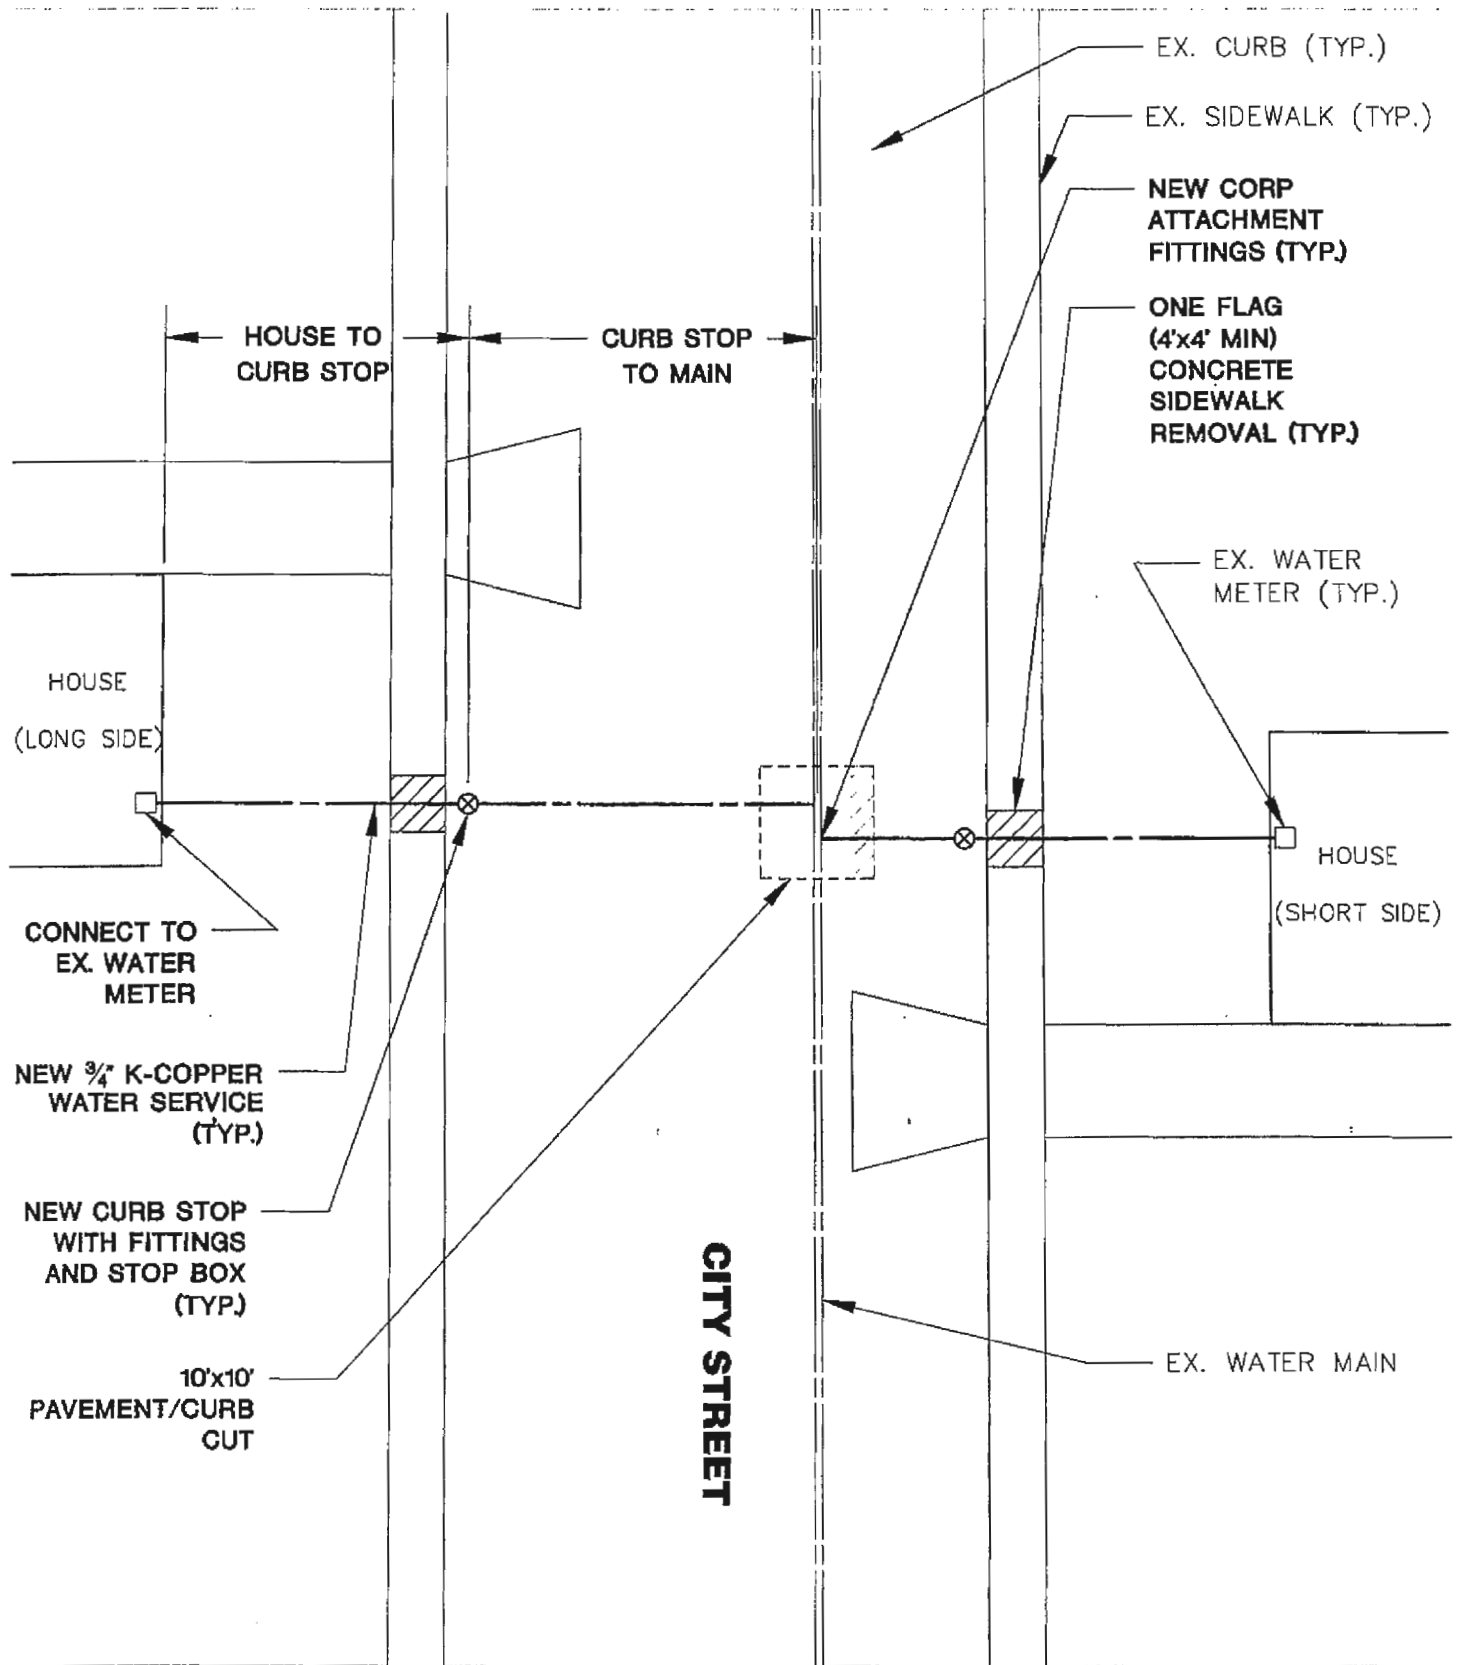 EX. CURB (TYP.)
EX. SIDEWALK (TYP.)
NEW CORP
ATTACHMENT
FITTINGS (TYP.)
ONE FLAG
(4'x4' MIN)
CONCRETE
SIDEWALK
REMOVAL (TYP.)
HOUSE TO
CURB STOP
CURB STOP
TO MAIN
EX. WATER
METER (TYP.)
HOUSE
(LONG SIDE)
HOUSE
(SHORT SIDE)
CONNECT TO
EX. WATER
METER
NEW ¾" K-COPPER
WATER SERVICE
(TYP.)
NEW CURB STOP
WITH FITTINGS
AND STOP BOX
(TYP.)
10'x10'
PAVEMENT/CURB
CUT
CITY STREET
EX. WATER MAIN